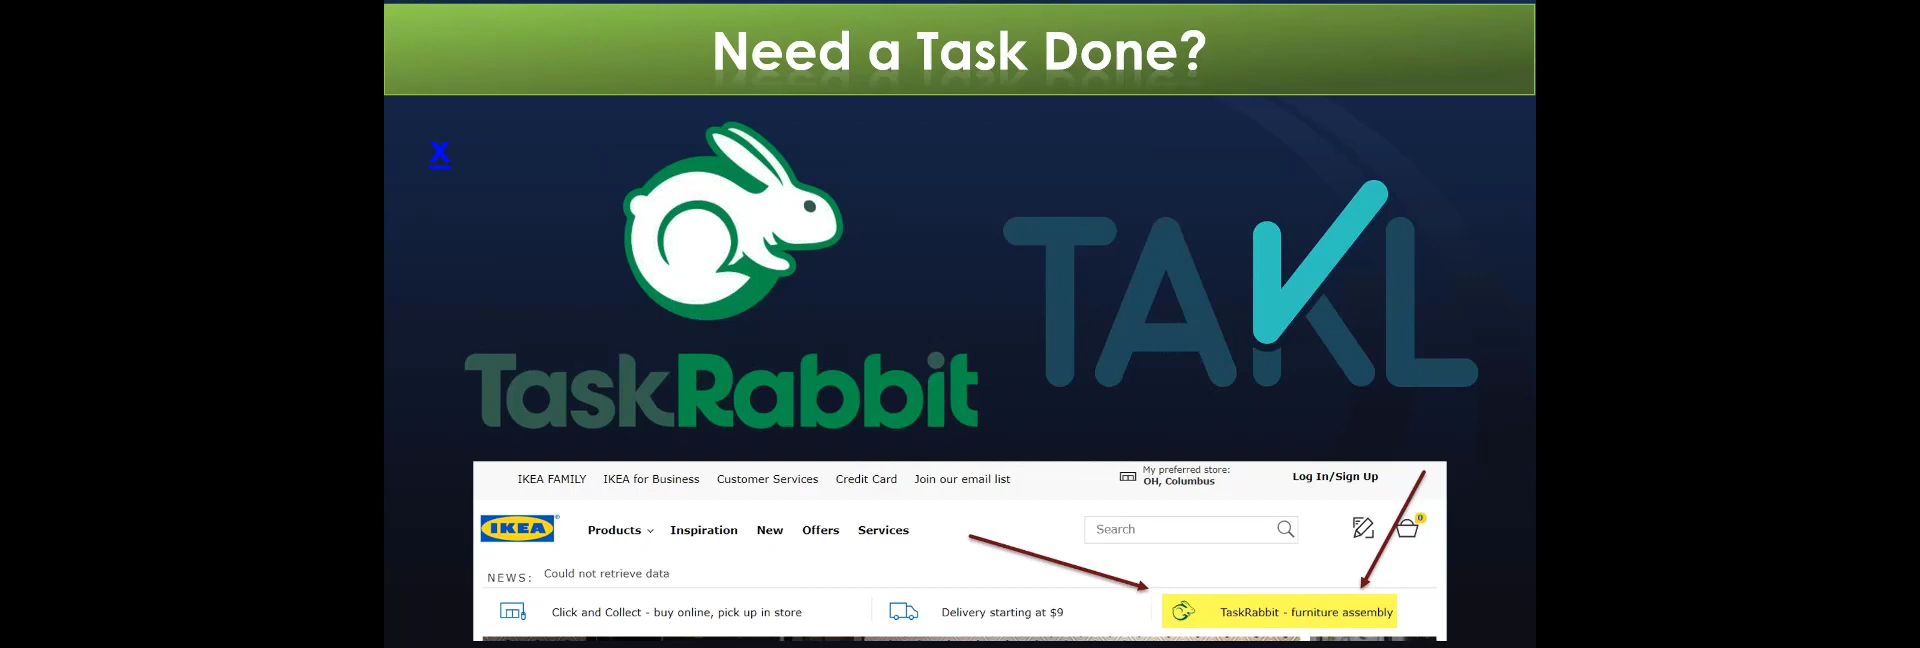 Need a Task Done?
X
TaskRabbit
TAKL
IKEA FAMILY IKEA for Business Customer Services Credit Card Join our email list
My preferred store:
OH, Columbus
Log In/Sign Up
IKEA® Products Inspiration New Offers Services
Search
0
NEWS: Could not retrieve data
Click and Collect - buy online, pick up in store
Delivery starting at $9
TaskRabbit - furniture assembly